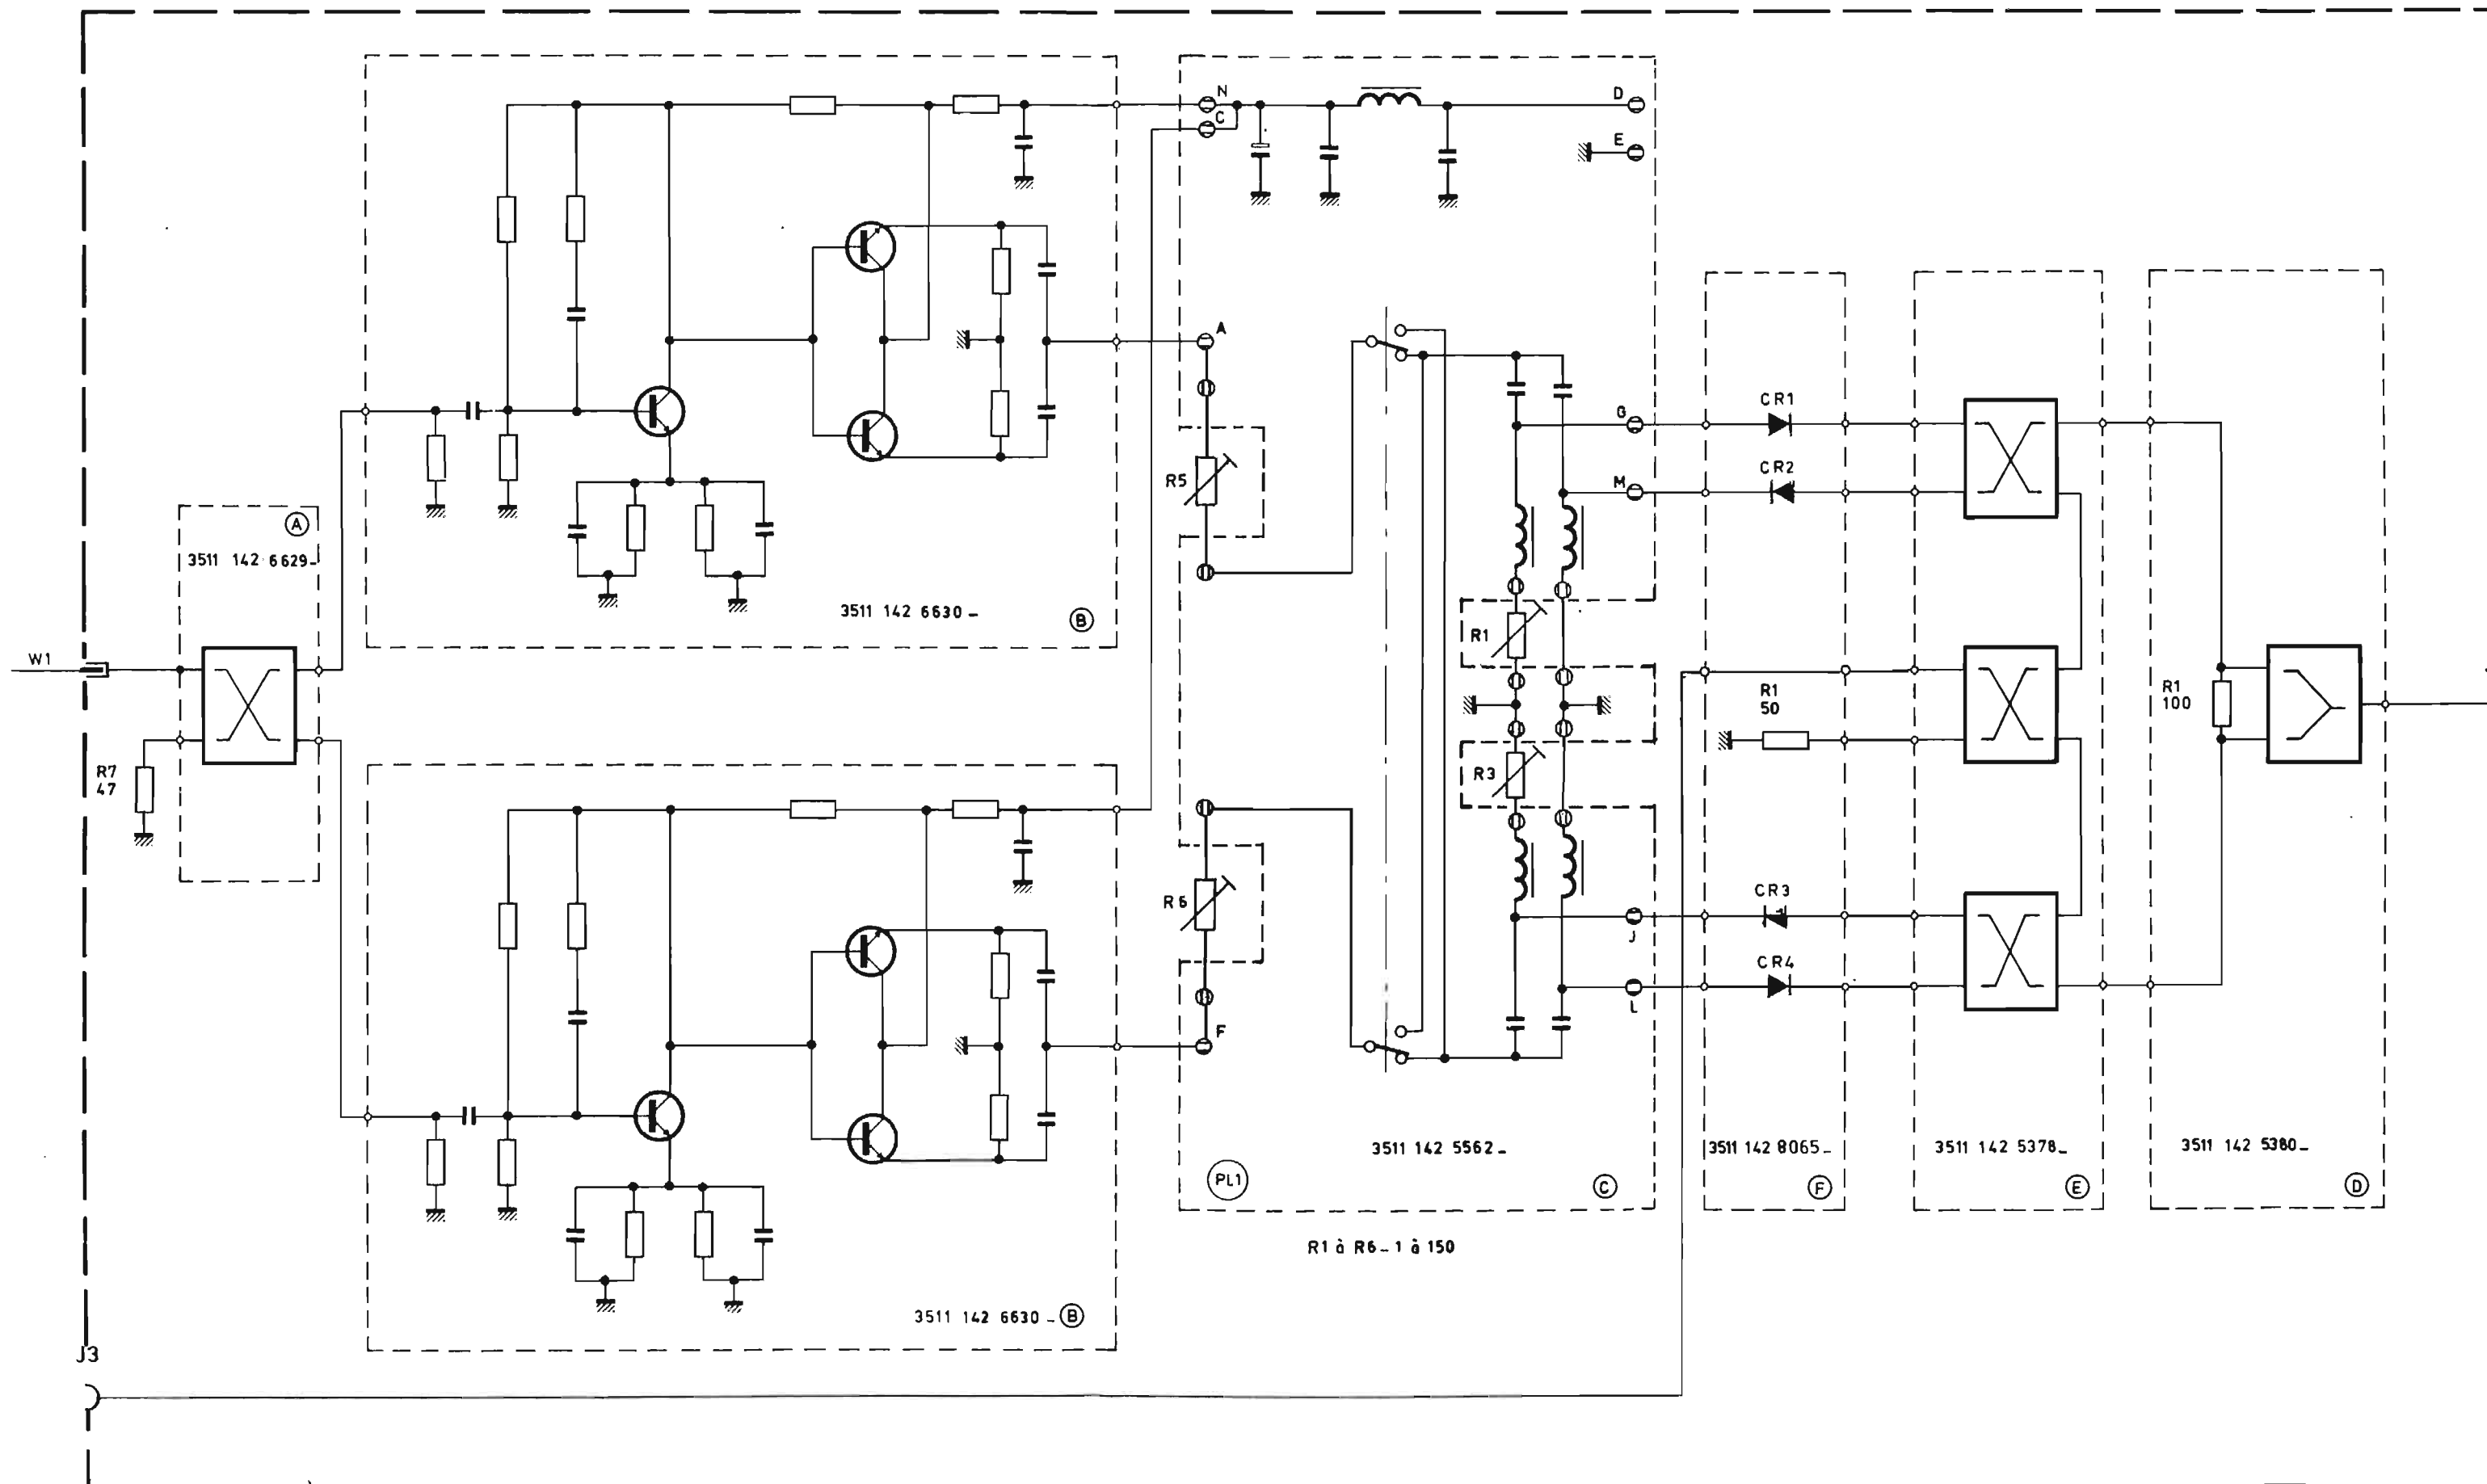 N
C
D
E
A
G
CR1
CR2
M
R5
A
3511 142 6629-
3511 142 6630-
B
R1
W1
R1
50
R1
100
R7
47
R3
R6
CR3
J
CR4
L
F
3511 142 5562-
3511 142 8065-
3511 142 5378-
3511 142 5380-
PL1
C
F
E
D
R1 à R6-1 à 150
3511 142 6630-
B
J3